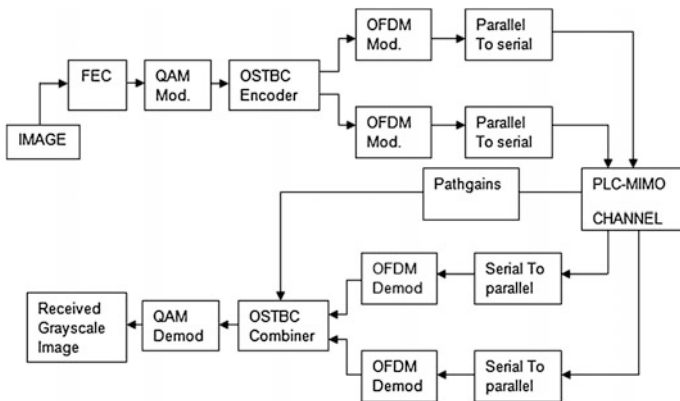 OFDM
Mod.
Parallel
To serial
FEC
QAM
Mod.
OSTBC
Encoder
IMAGE
OFDM
Mod.
Parallel
To serial
Pathgains
PLC-MIMO
CHANNEL
OFDM
Demod
Serial To
parallel
Received
Grayscale
Image
QAM
Demod
OSTBC
Combiner
OFDM
Demod
Serial To
parallel